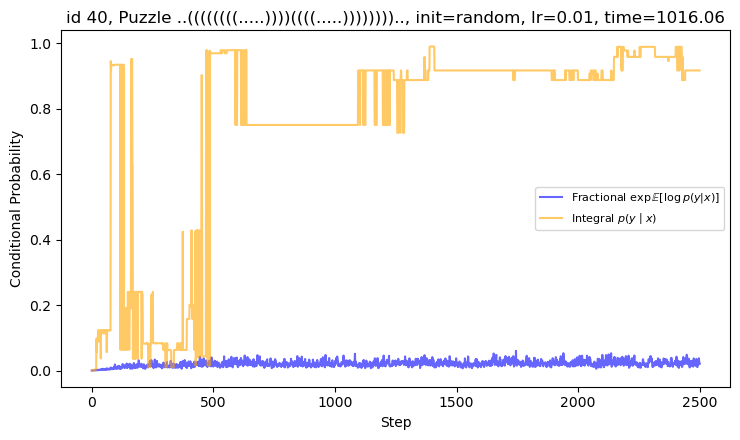 id 40, Puzzle ..((((((((.....))))((((.....)))))))).., init=random, lr=0.01, time=1016.06
Conditional Probability
1.0
0.8
0.6
0.4
0.2
0.0
Fractional exp𝔼[log p(y|x)]
Integral p(y | x)
0
500
1000
1500
2000
2500
Step